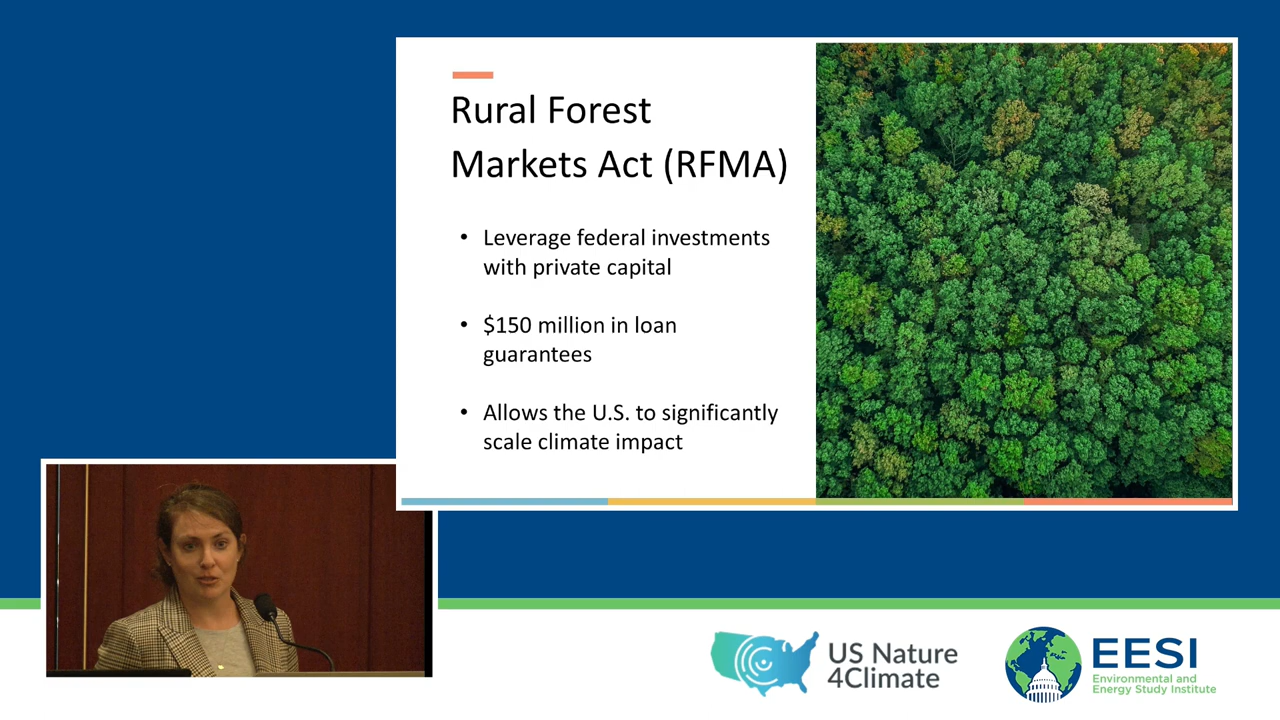 Rural Forest
Markets Act (RFMA)
• Leverage federal investments
with private capital
• $150 million in loan
guarantees
• Allows the U.S. to significantly
scale climate impact
US Nature
4Climate
EESI
Environmental and
Energy Study Institute